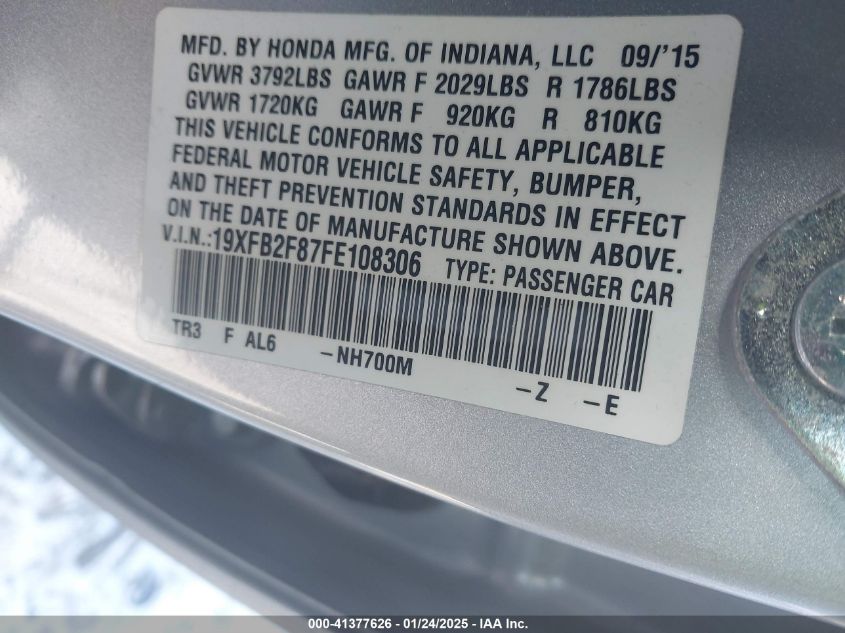 MFD. BY HONDA MFG. OF INDIANA, LLC 09/'15
GVWR 3792LBS GAWR F 2029LBS R 1786LBS
GVWR 1720KG GAWR F 920KG R 810KG
THIS VEHICLE CONFORMS TO ALL APPLICABLE
FEDERAL MOTOR VEHICLE SAFETY, BUMPER,
AND THEFT PREVENTION STANDARDS IN EFFECT
ON THE DATE OF MANUFACTURE SHOWN ABOVE.
V.I.N.:19XFB2F87FE108306 TYPE: PASSENGER CAR
TR3 F AL6 -NH700M -Z -E
000-41377626 - 01/24/2025 - IAA Inc.